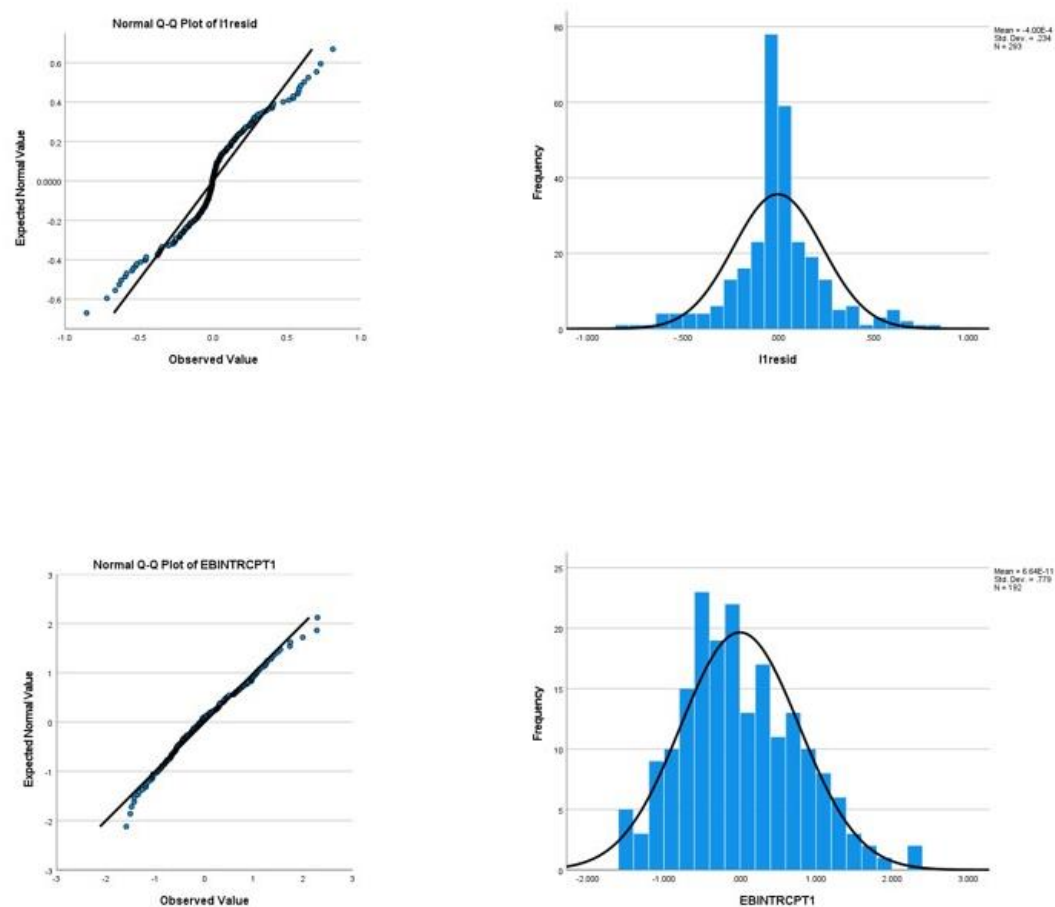 Normal Q-Q Plot of l1resid
Expected Normal Value
0.6
0.4
0.2
0.0000
-0.2
-0.4
-0.6
-1.0 -0.5 0.0 0.5 1.0
Observed Value
Mean = -4.00E-4
Std. Dev. = .234
N = 293
Frequency
80
60
40
20
0
-1.000 -.500 .000 .500 1.000
l1resid
Normal Q-Q Plot of EBINTRCPT1
Expected Normal Value
3
2
1
0
-1
-2
-3
-3 -2 -1 0 1 2 3
Observed Value
Mean = 6.64E-11
Std. Dev. = .779
N = 192
Frequency
25
20
15
10
5
0
-2.000 -1.000 .000 1.000 2.000 3.000
EBINTRCPT1